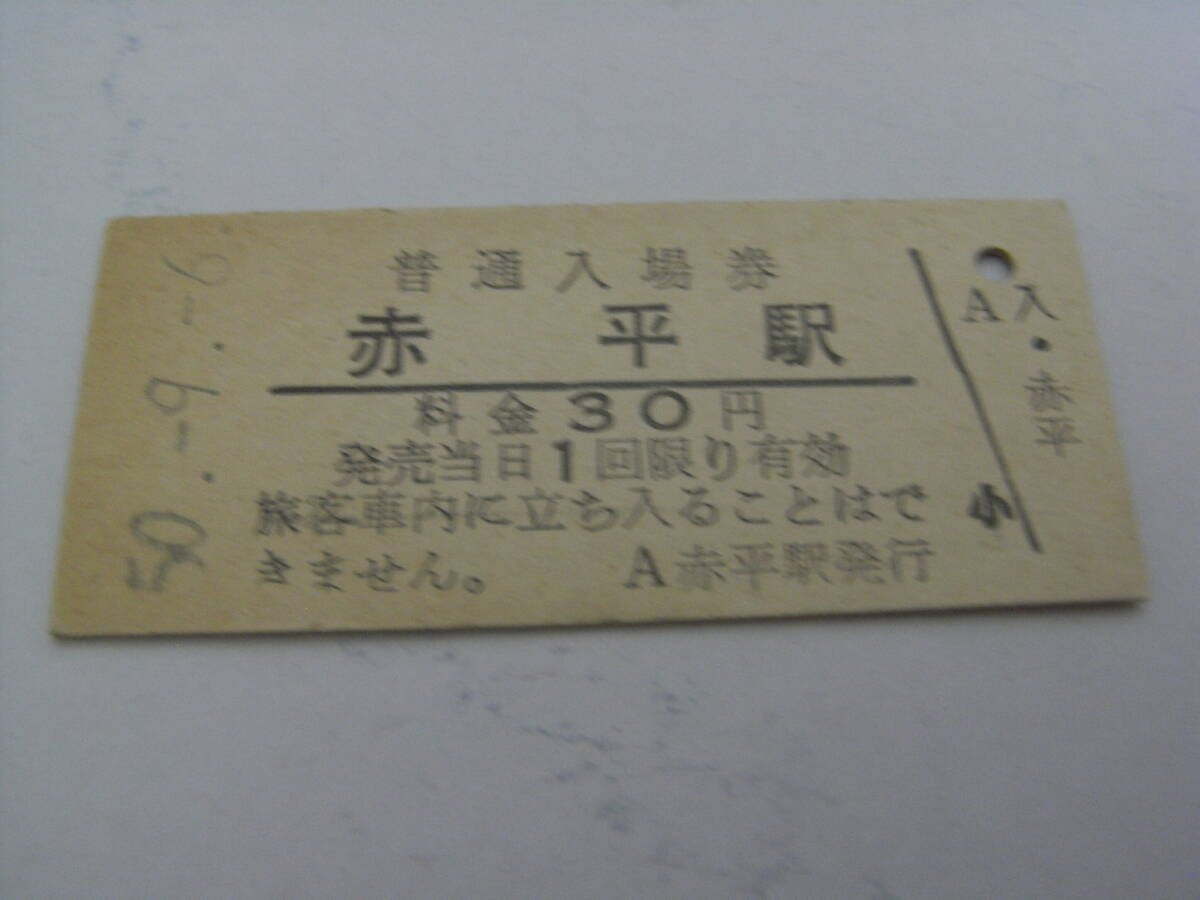 普通入場券
赤平駅
料金30円
発売当日1回限り有効
旅客車内に立ち入ることはで
きません。 A赤平駅発行
A入・赤平
小
50.-6.-9